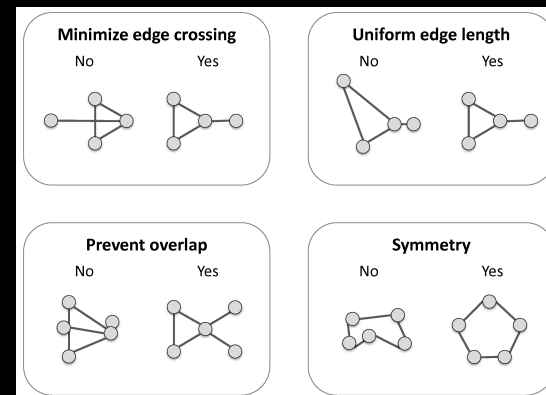 Minimize edge crossing
No Yes
Uniform edge length
No Yes
Prevent overlap
No Yes
Symmetry
No Yes